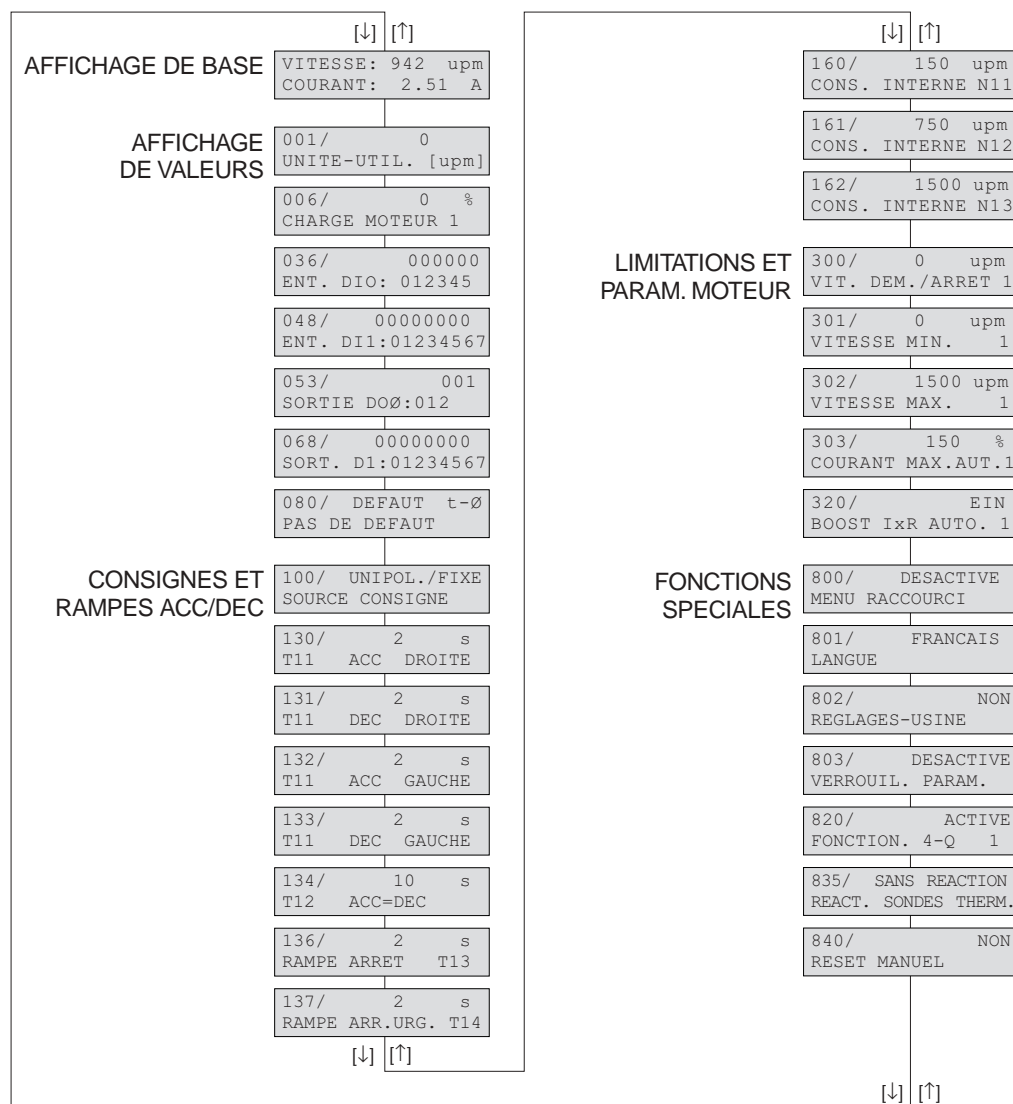 [↓] [↑]
AFFICHAGE DE BASE
VITESSE: 942 upm
COURANT: 2.51 A
AFFICHAGE
DE VALEURS
001/ 0
UNITE-UTIL. [upm]
006/ 0 %
CHARGE MOTEUR 1
036/ 000000
ENT. DIO: 012345
048/ 00000000
ENT. DI1:01234567
053/ 001
SORTIE DOØ:012
068/ 00000000
SORT. D1:01234567
080/ DEFAUT t-Ø
PAS DE DEFAUT
CONSIGNES ET
RAMPES ACC/DEC
100/ UNIPOL./FIXE
SOURCE CONSIGNE
130/ 2 s
T11 ACC DROITE
131/ 2 s
T11 DEC DROITE
132/ 2 s
T11 ACC GAUCHE
133/ 2 s
T11 DEC GAUCHE
134/ 10 s
T12 ACC=DEC
136/ 2 s
RAMPE ARRET T13
137/ 2 s
RAMPE ARR.URG. T14
[↓] [↑]
[↓] [↑]
160/ 150 upm
CONS. INTERNE N11
161/ 750 upm
CONS. INTERNE N12
162/ 1500 upm
CONS. INTERNE N13
LIMITATIONS ET
PARAM. MOTEUR
300/ 0 upm
VIT. DEM./ARRET 1
301/ 0 upm
VITESSE MIN. 1
302/ 1500 upm
VITESSE MAX. 1
303/ 150 %
COURANT MAX.AUT.1
320/ EIN
BOOST IxR AUTO. 1
FONCTIONS
SPECIALES
800/ DESACTIVE
MENU RACCOURCI
801/ FRANCAIS
LANGUE
802/ NON
REGLAGES-USINE
803/ DESACTIVE
VERROUIL. PARAM.
820/ ACTIVE
FONCTION. 4-Q 1
835/ SANS REACTION
REACT. SONDES THERM.
840/ NON
RESET MANUEL
[↓] [↑]